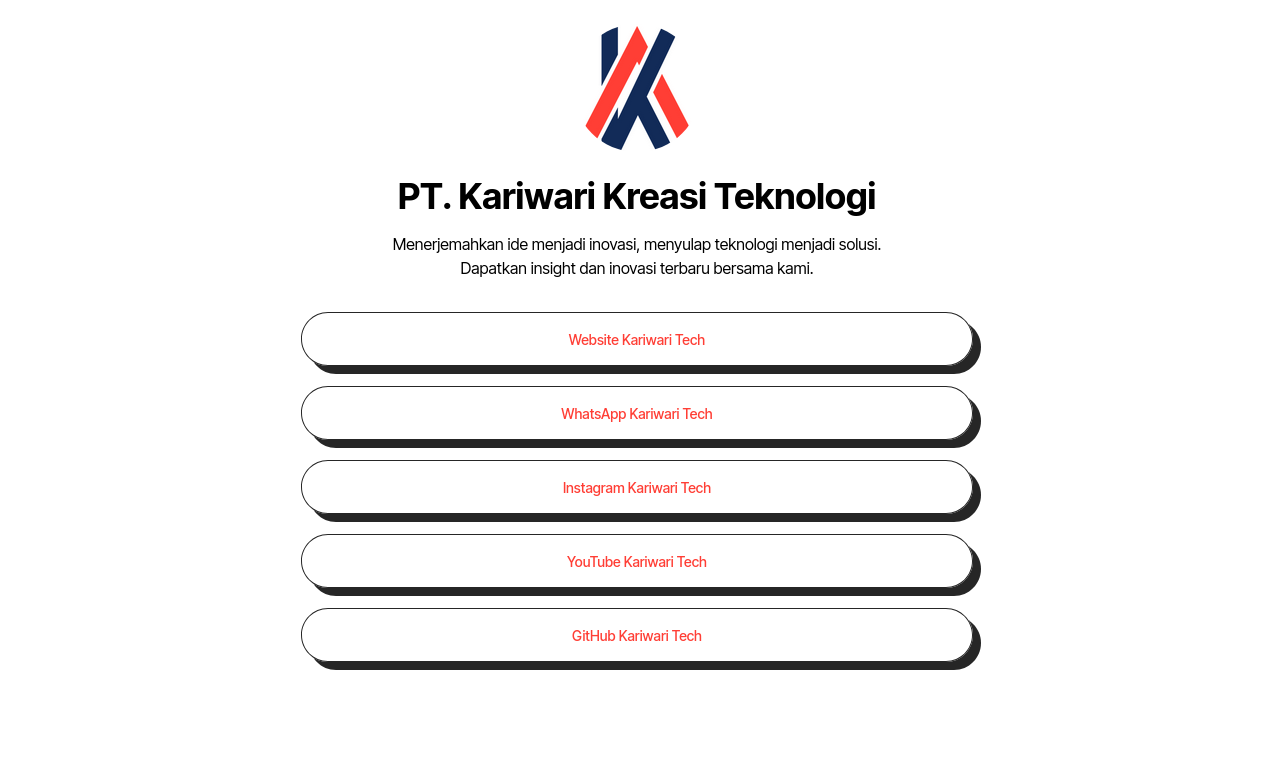 PT. Kariwari Kreasi Teknologi
Menerjemahkan ide menjadi inovasi, menyulap teknologi menjadi solusi.
Dapatkan insight dan inovasi terbaru bersama kami.
Website Kariwari Tech
WhatsApp Kariwari Tech
Instagram Kariwari Tech
YouTube Kariwari Tech
GitHub Kariwari Tech